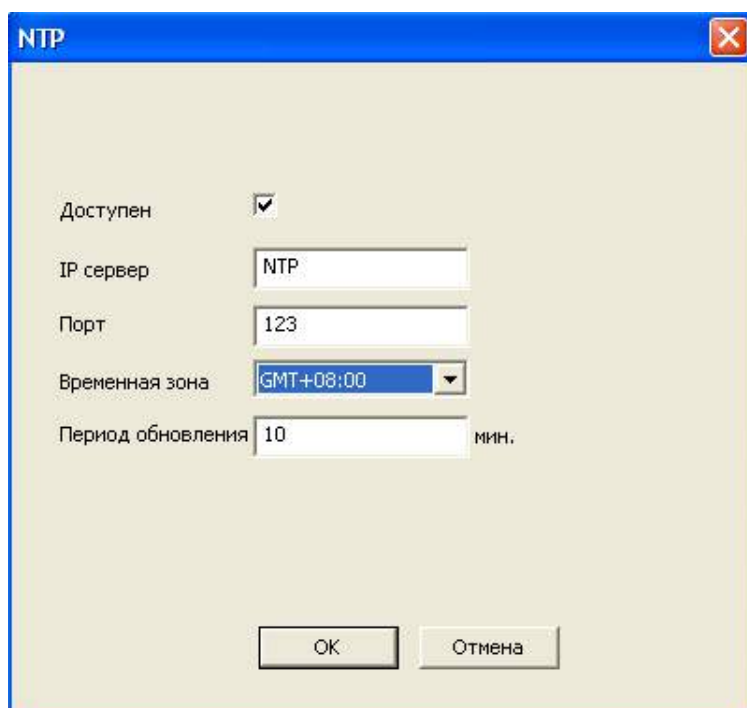 NTP
Доступен
IP сервер NTP
Порт 123
Временная зона GMT+08:00
Период обновления 10 мин.
OK Отмена